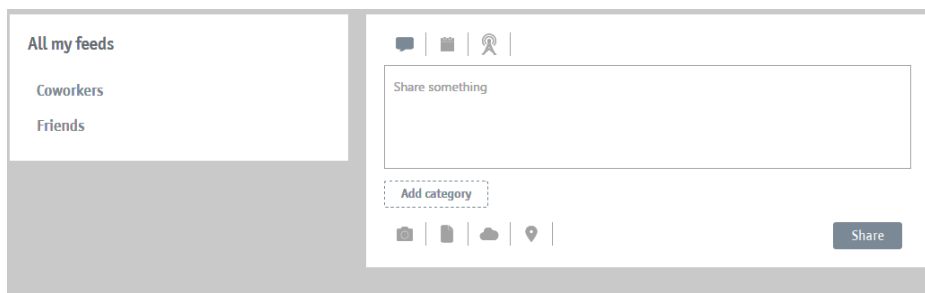 All my feeds
Coworkers
Friends
Share something
Add category
Share